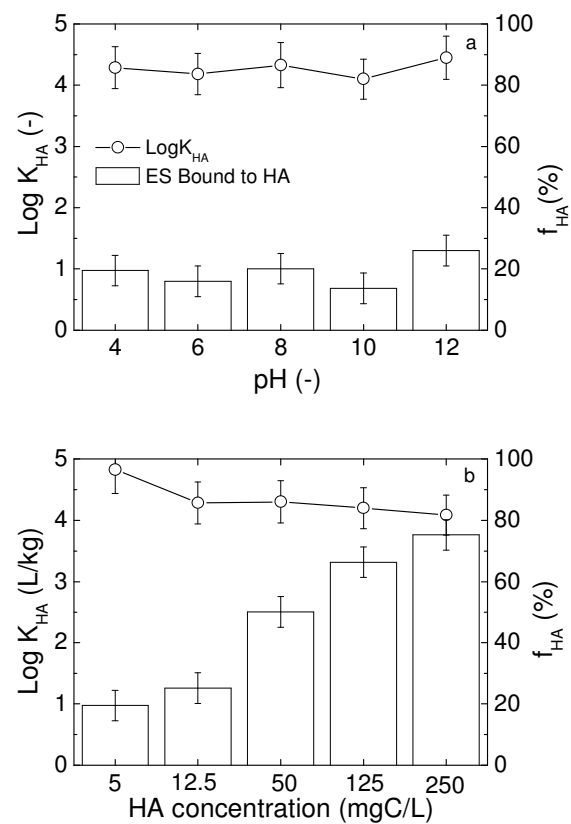 5
4
3
2
1
0
Log K_HA (-)
a
LogK_HA
ES Bound to HA
100
80
60
40
20
0
f_HA(%)
4 6 8 10 12
pH (-)
5
4
3
2
1
0
Log K_HA (L/kg)
b
100
80
60
40
20
0
f_HA (%)
5 12.5 50 125 250
HA concentration (mgC/L)